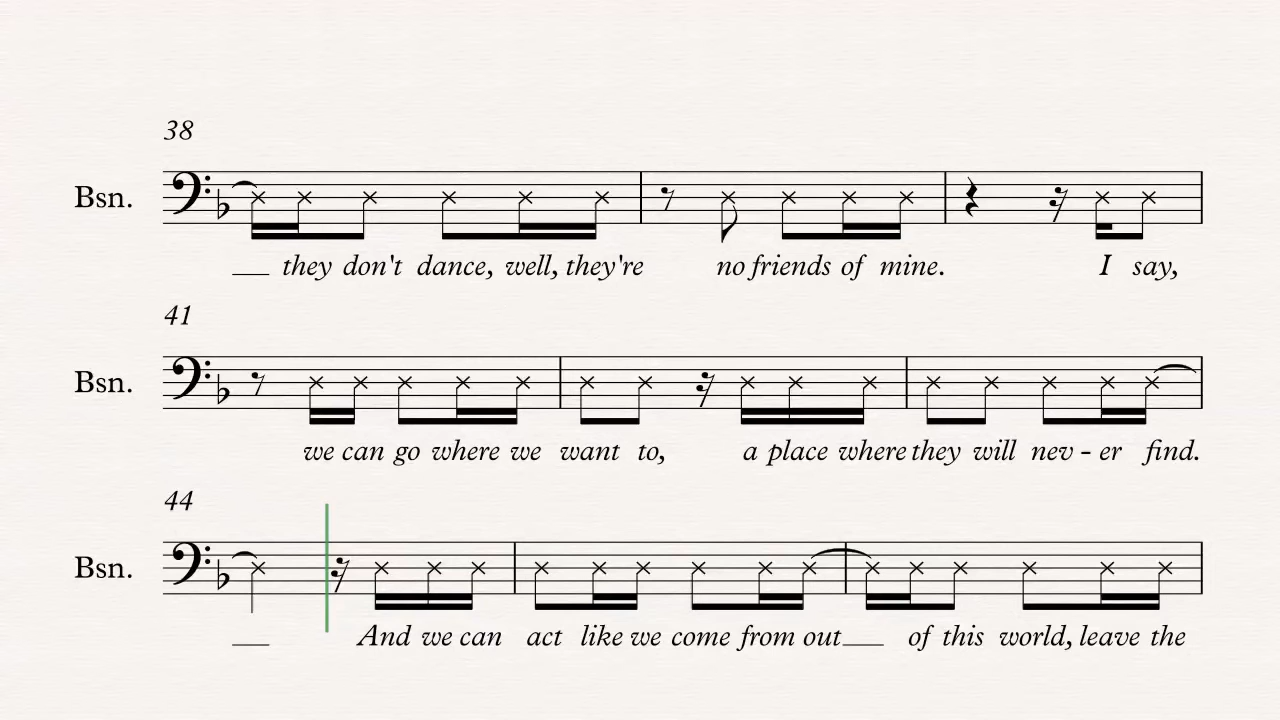 38
Bsn.
they don't dance, well, they're no friends of mine. I say,
41
Bsn.
we can go where we want to, a place where they will nev - er find.
44
Bsn.
And we can act like we come from out of this world, leave the